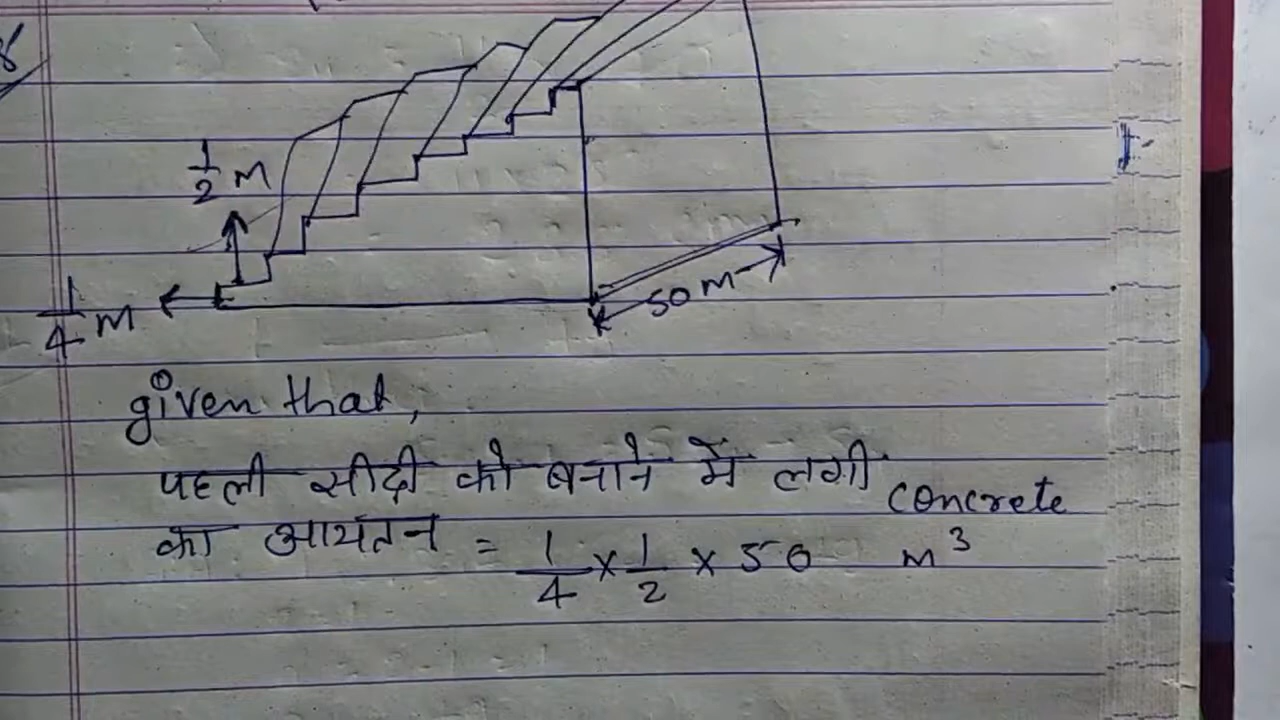 1/2 M
1/4 M
50 M
given that,
पहली सीढ़ी को बनाने में लगी concrete
का आयतन = 1/4 × 1/2 × 50 M³